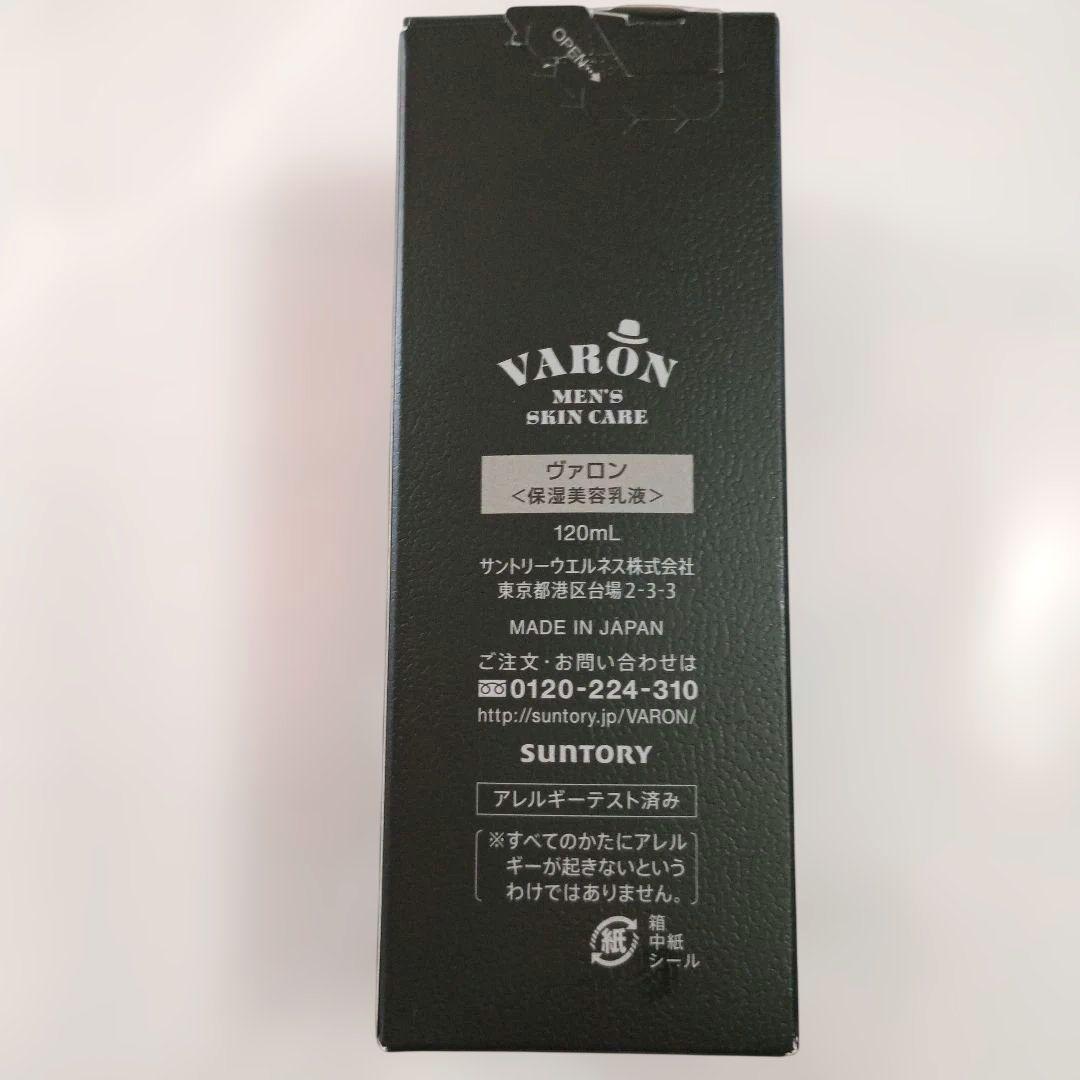 OPEN
VARON
MEN'S
SKIN CARE
ヴァロン
＜保湿美容乳液＞
120mL
サントリーウエルネス株式会社
東京都港区台場2-3-3
MADE IN JAPAN
ご注文・お問い合わせは
0120-224-310
http://suntory.jp/VARON/
SUNTORY
アレルギーテスト済み
※すべてのかたにアレル
ギーが起きないという
わけではありません。
紙
箱
中紙
シール